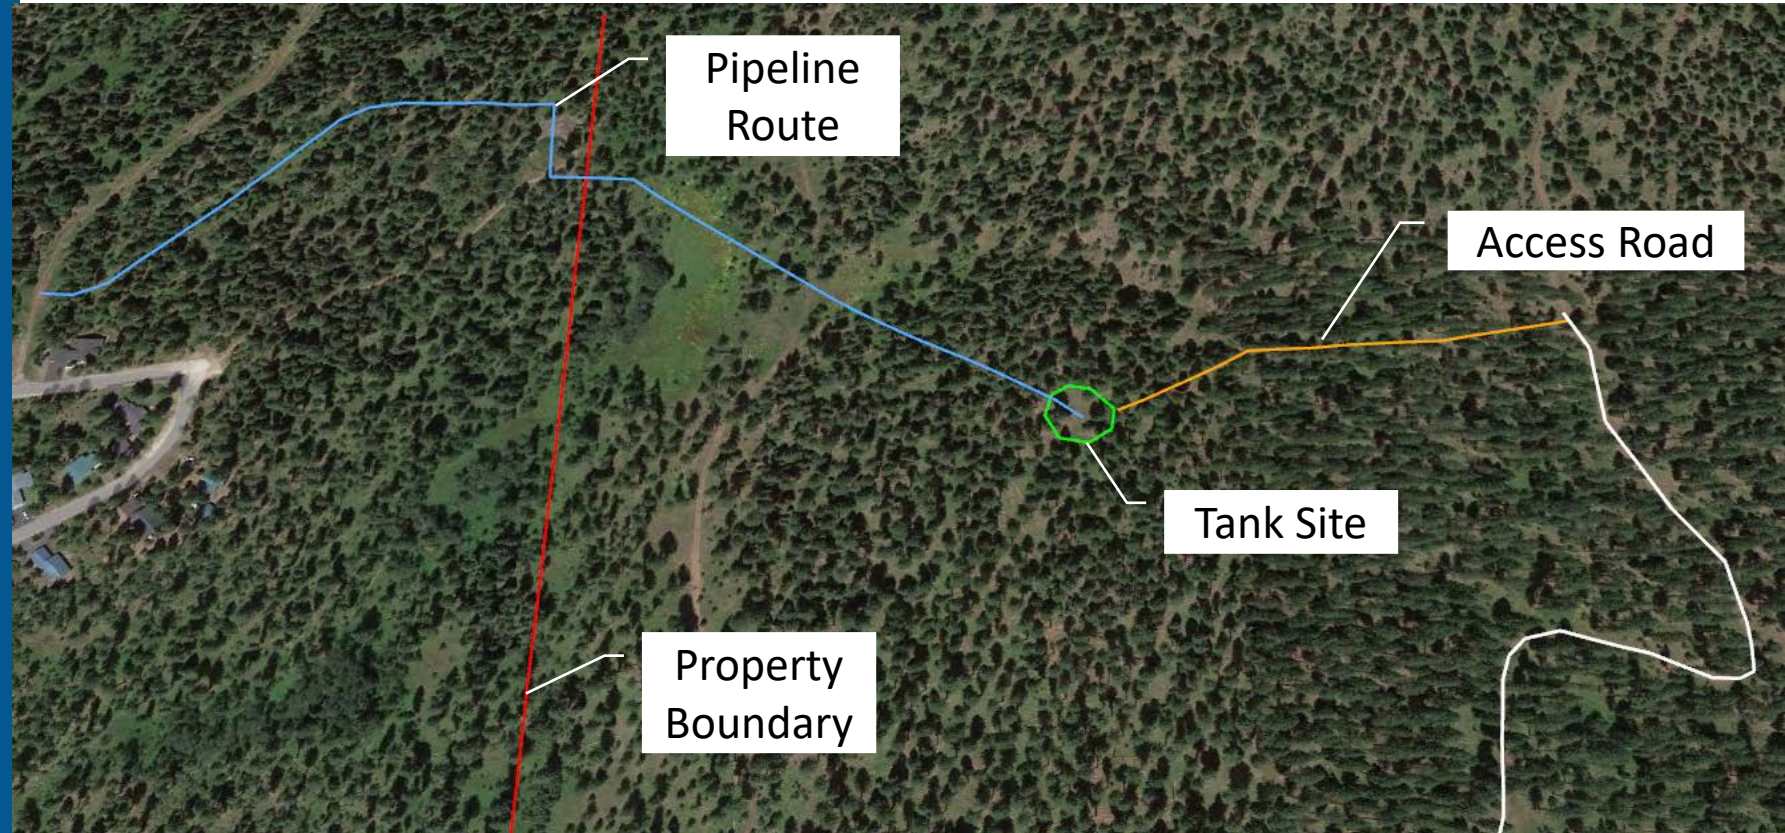 Pipeline
Route
Access Road
Tank Site
Property
Boundary